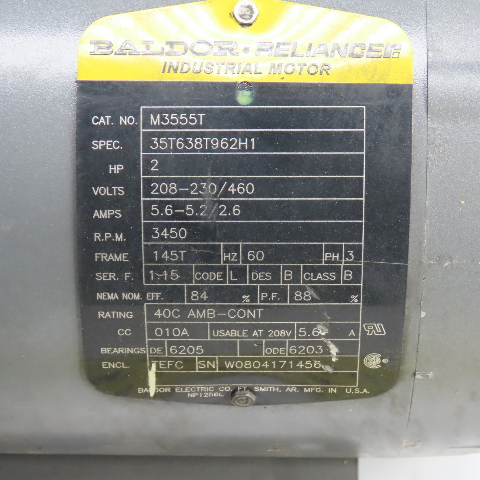 BALDOR • RELIANCER
INDUSTRIAL MOTOR
CAT. NO. M3555T
SPEC. 35T638T962H1
HP 2
VOLTS 208-230/460
AMPS 5.6-5.2/2.6
R.P.M. 3450
FRAME 145T HZ 60 PH 3
SER. F. 1.15 CODE L DES B CLASS B
NEMA NOM. EFF. 84 % P.F. 88 %
RATING 40C AMB-CONT
CC 010A USABLE AT 208V 5.6 A
BEARINGS DE 6205 ODE 6203
ENCL. TEFC SN W0804171456
BALDOR ELECTRIC CO. FT. SMITH, AR. MFG. IN U.S.A.
NP1256L